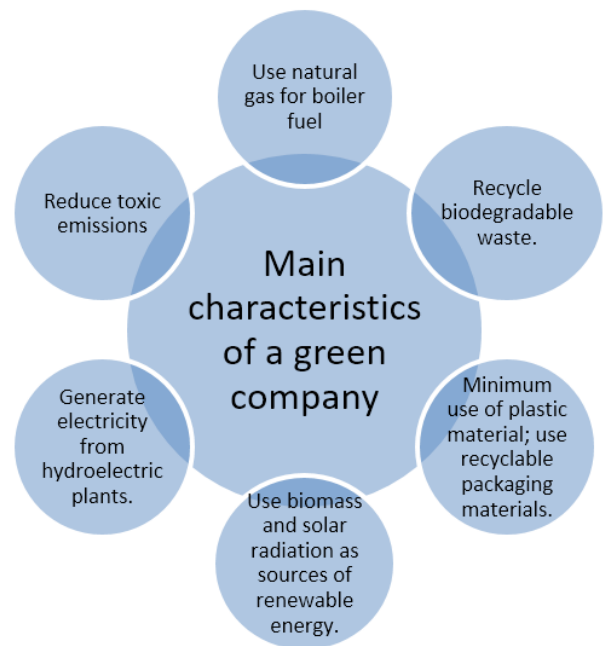 Use natural
gas for boiler
fuel
Reduce toxic
emissions
Recycle
biodegradable
waste.
Main
characteristics
of a green
company
Generate
electricity
from
hydroelectric
plants.
Minimum
use of plastic
material; use
recyclable
packaging
materials.
Use biomass
and solar
radiation as
sources of
renewable
energy.